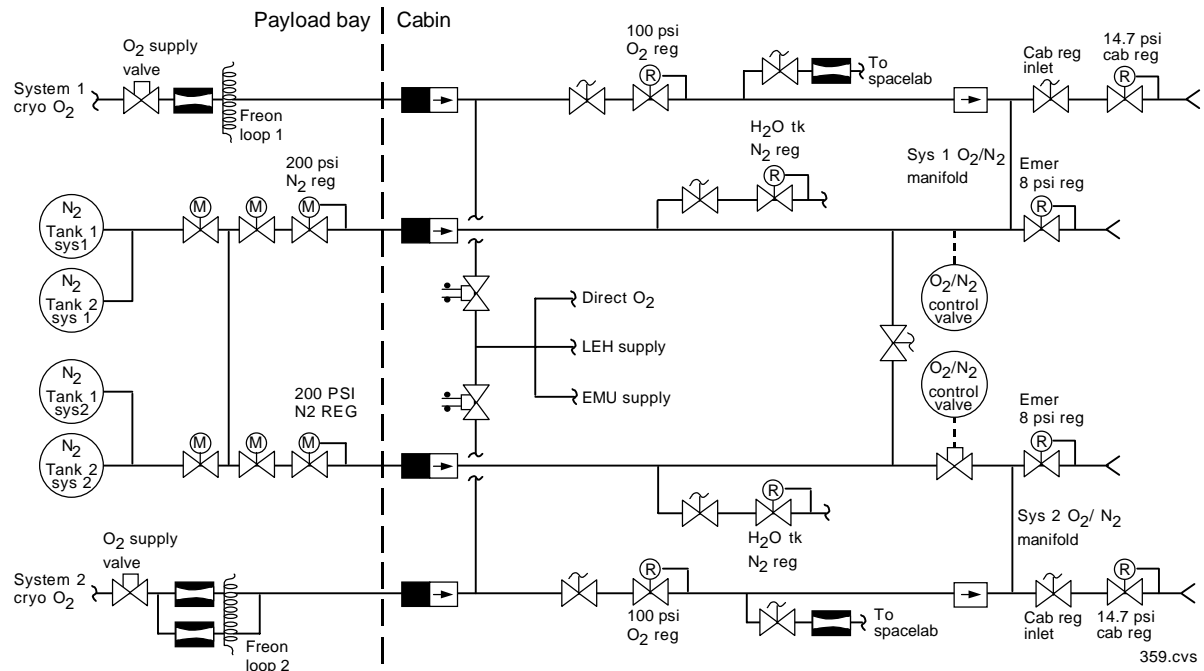 Payload bay
Cabin
O2 supply
valve
System 1
cryo O2
Freon
loop 1
100 psi
O2 reg
To
spacelab
Cab reg
inlet
14.7 psi
cab reg
200 psi
N2 reg
H2O tk
N2 reg
Sys 1 O2/N2
manifold
Emer
8 psi reg
N2
Tank 1
sys1
N2
Tank 2
sys 1
M
M
M
R
R
R
R
O2/N2
control
valve
Direct O2
LEH supply
EMU supply
N2
Tank 1
sys2
N2
Tank 2
sys 2
200 PSI
N2 REG
M
M
M
O2/N2
control
valve
Emer
8 psi reg
R
R
H2O tk
N2 reg
Sys 2 O2/ N2
manifold
O2 supply
valve
System 2
cryo O2
Freon
loop 2
R
100 psi
O2 reg
To
spacelab
Cab reg
inlet
R
14.7 psi
cab reg
359.cvs